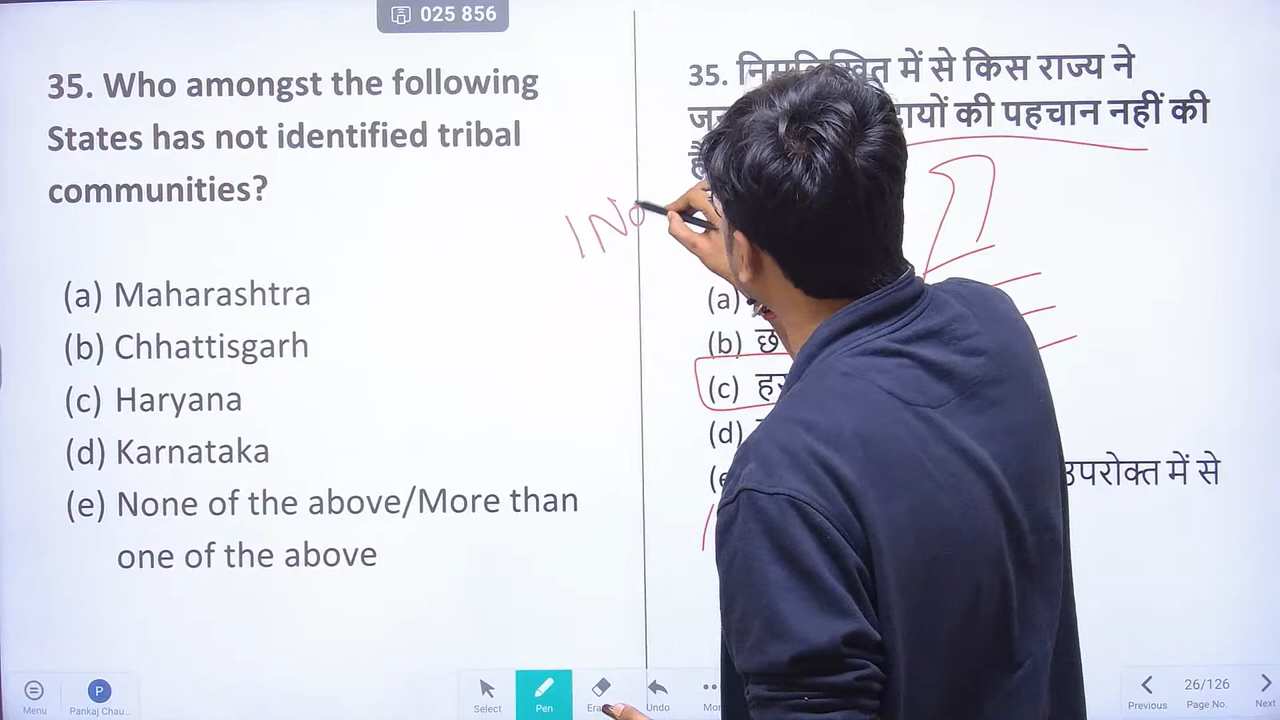 025 856
35. Who amongst the following
States has not identified tribal
communities?
(a) Maharashtra
(b) Chhattisgarh
(c) Haryana
(d) Karnataka
(e) None of the above/More than
one of the above
35. निम्नलिखित में से किस राज्य ने
की पहचान नहीं की
(a)
(b)
(c)
(d)
उपरोक्त में से
Menu
P
Pankaj Chau...
Select
Pen
Undo
Previous
26/126
Page No.
Next